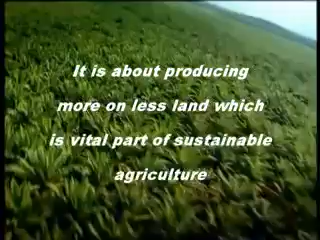 It is about producing
more on less land which
is vital part of sustainable
agriculture